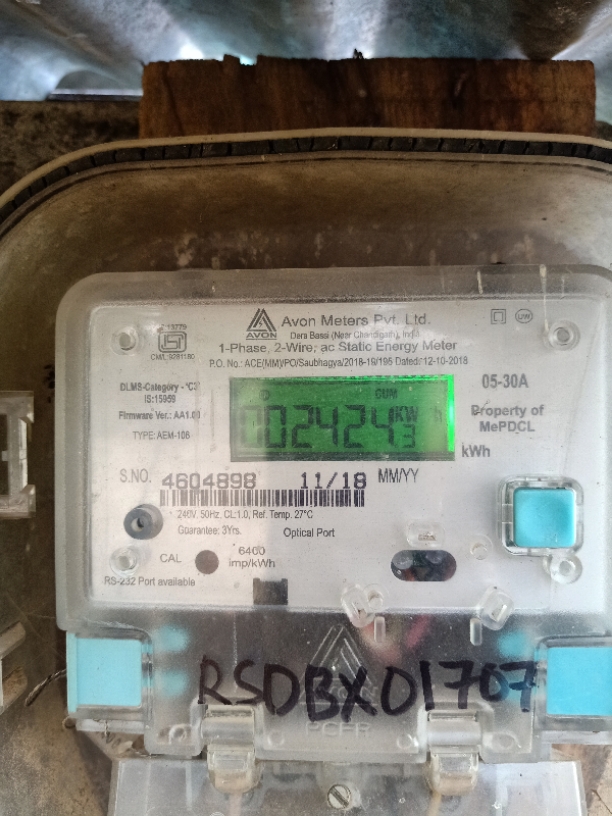 AVON
Avon Meters Pvt. Ltd.
Dera Bassi (Near Chandigarh), India
1-Phase, 2-Wire, ac Static Energy Meter
P.O. No.: ACE(MM)/PO/Saubhagya/2018-19/195 Dated: 12-10-2018
DLMS-Category - 'C2'
IS:15959
Firmware Ver.: AA1.00
TYPE: AEM-106
CUM
002424 KW h
3
kWh
05-30A
Property of
MePDCL
S.NO. 4604898 11/18 MM/YY
240V, 50Hz, CL:1.0, Ref. Temp. 27°C
Guarantee: 3Yrs. Optical Port
CAL 6400
imp/kWh
RS-232 Port available
RSDBX01707